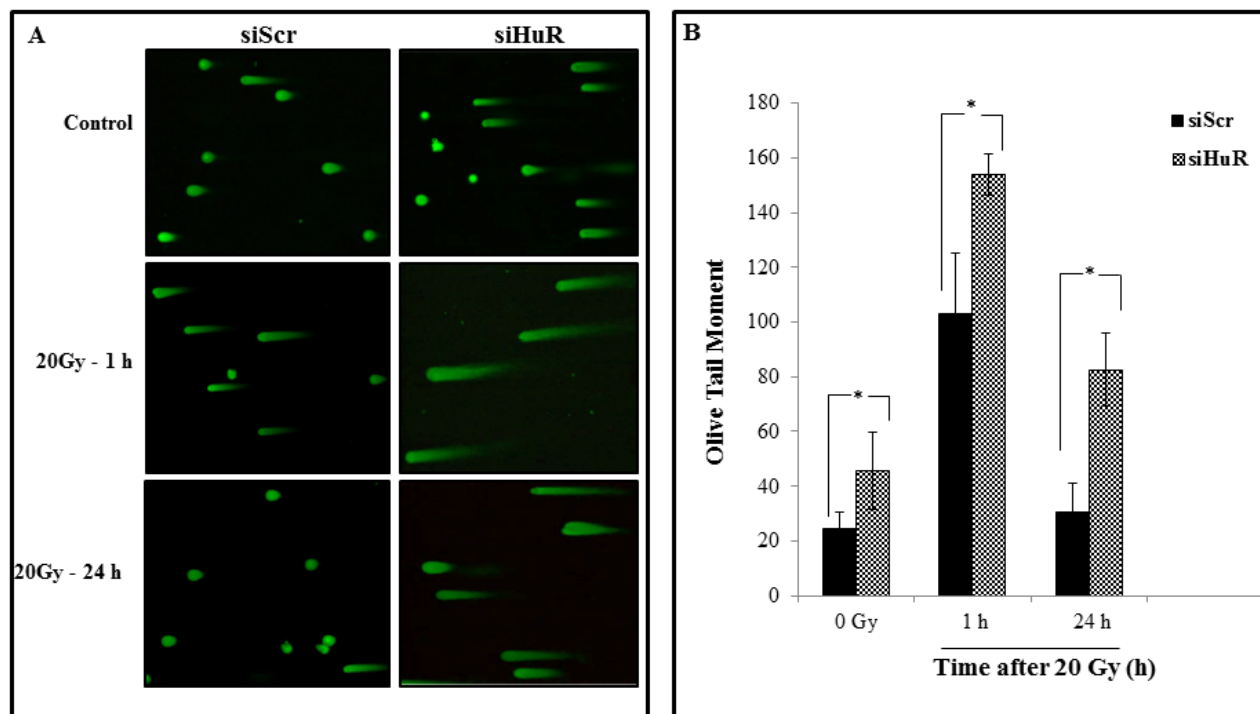 A
siScr
siHuR
Control
20Gy - 1 h
20Gy - 24 h
B
180
160
140
120
100
80
60
40
20
0
Olive Tail Moment
*
*
*
siScr
siHuR
0 Gy
1 h
24 h
Time after 20 Gy (h)